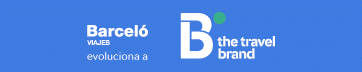 Barceló
VIAJES
evoluciona a
B the travel
brand